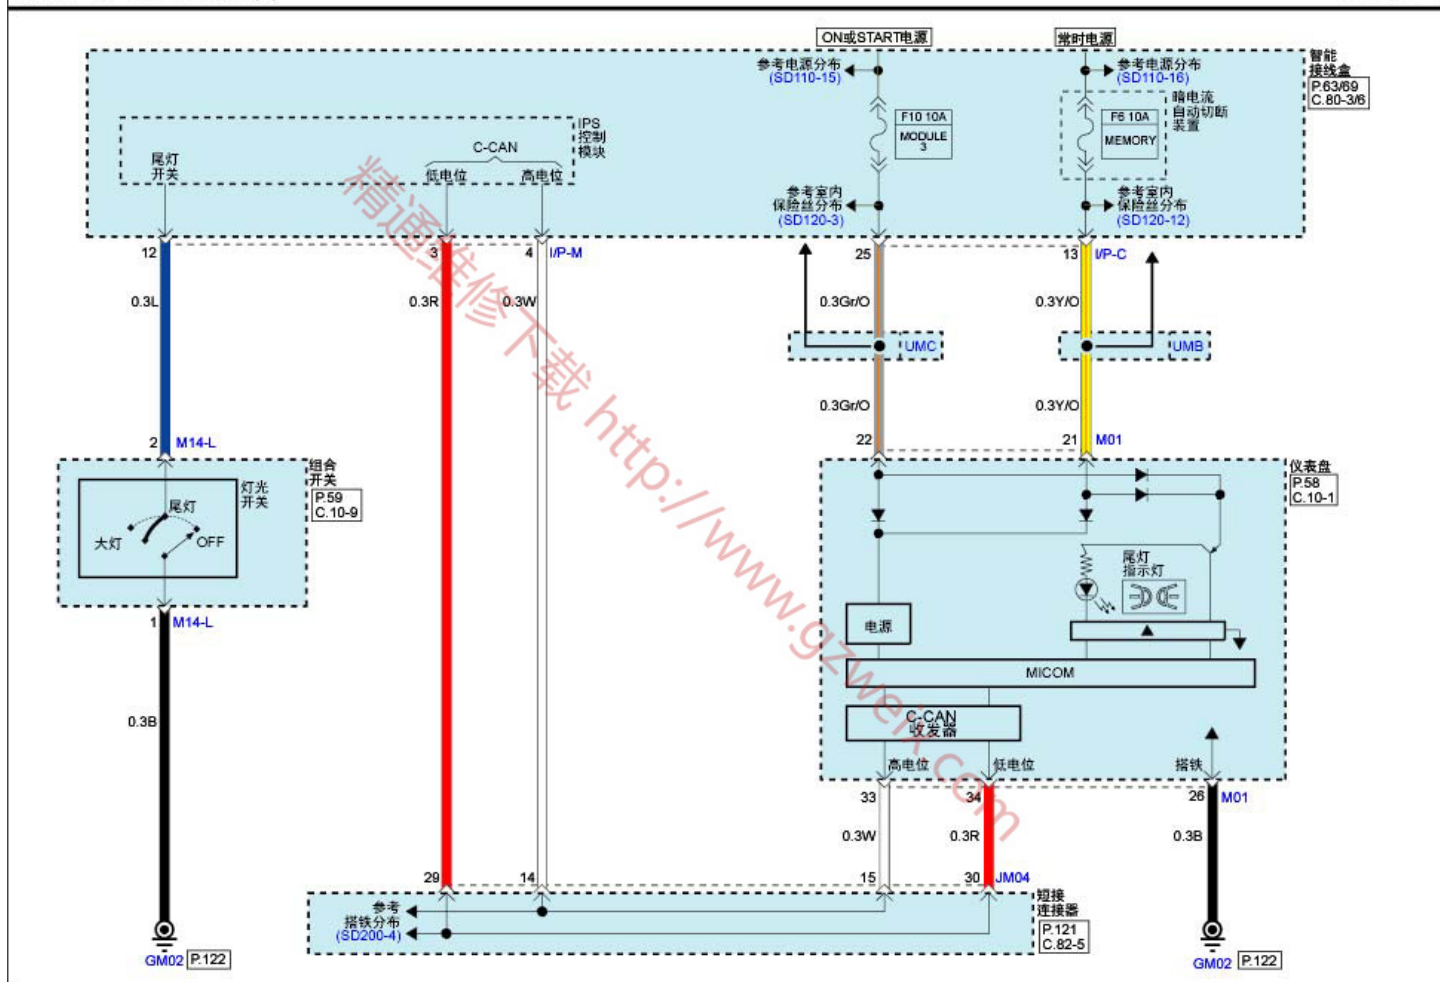 ON或START电源
常时电源
智能
接线盒
P.63/69
C.80-3/6
参考电源分布
(SD110-15)
参考电源分布
(SD110-16)
暗电流
自动切断
装置
F10 10A
MODULE
3
F6 10A
MEMORY
IPS
控制
模块
C-CAN
尾灯
开关
低电位
高电位
参考室内
保险丝分布
(SD120-3)
参考室内
保险丝分布
(SD120-12)
12
3
4
I/P-M
25
13
I/P-C
0.3L
0.3R
0.3W
0.3Gr/O
0.3Y/O
UMC
UMB
0.3Gr/O
0.3Y/O
2
M14-L
22
21
M01
组合
开关
P.59
C.10-9
灯光
开关
尾灯
大灯
OFF
仪表盘
P.58
C.10-1
尾灯
指示灯
电源
MICOM
C-CAN
收发器
高电位
低电位
搭铁
1
M14-L
0.3B
33
34
26
M01
0.3W
0.3R
0.3B
29
14
15
30
JM04
参考
搭铁分布
(SD200-4)
短接
连接器
P.121
C.82-5
GM02
P.122
GM02
P.122
精通维修下载 http://www.gzweix.com